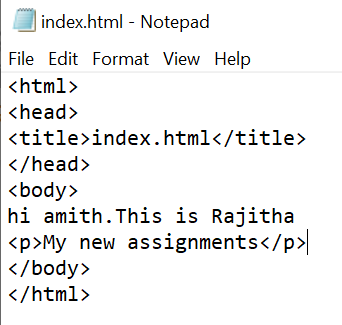 index.html - Notepad
File Edit Format View Help
<html>
<head>
<title>index.html</title>
</head>
<body>
hi amith.This is Rajitha
<p>My new assignments</p>
</body>
</html>